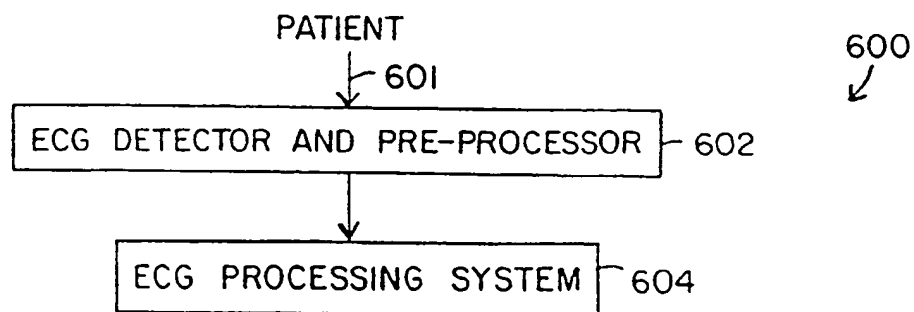 PATIENT
600
601
ECG DETECTOR AND PRE-PROCESSOR
602
ECG PROCESSING SYSTEM
604